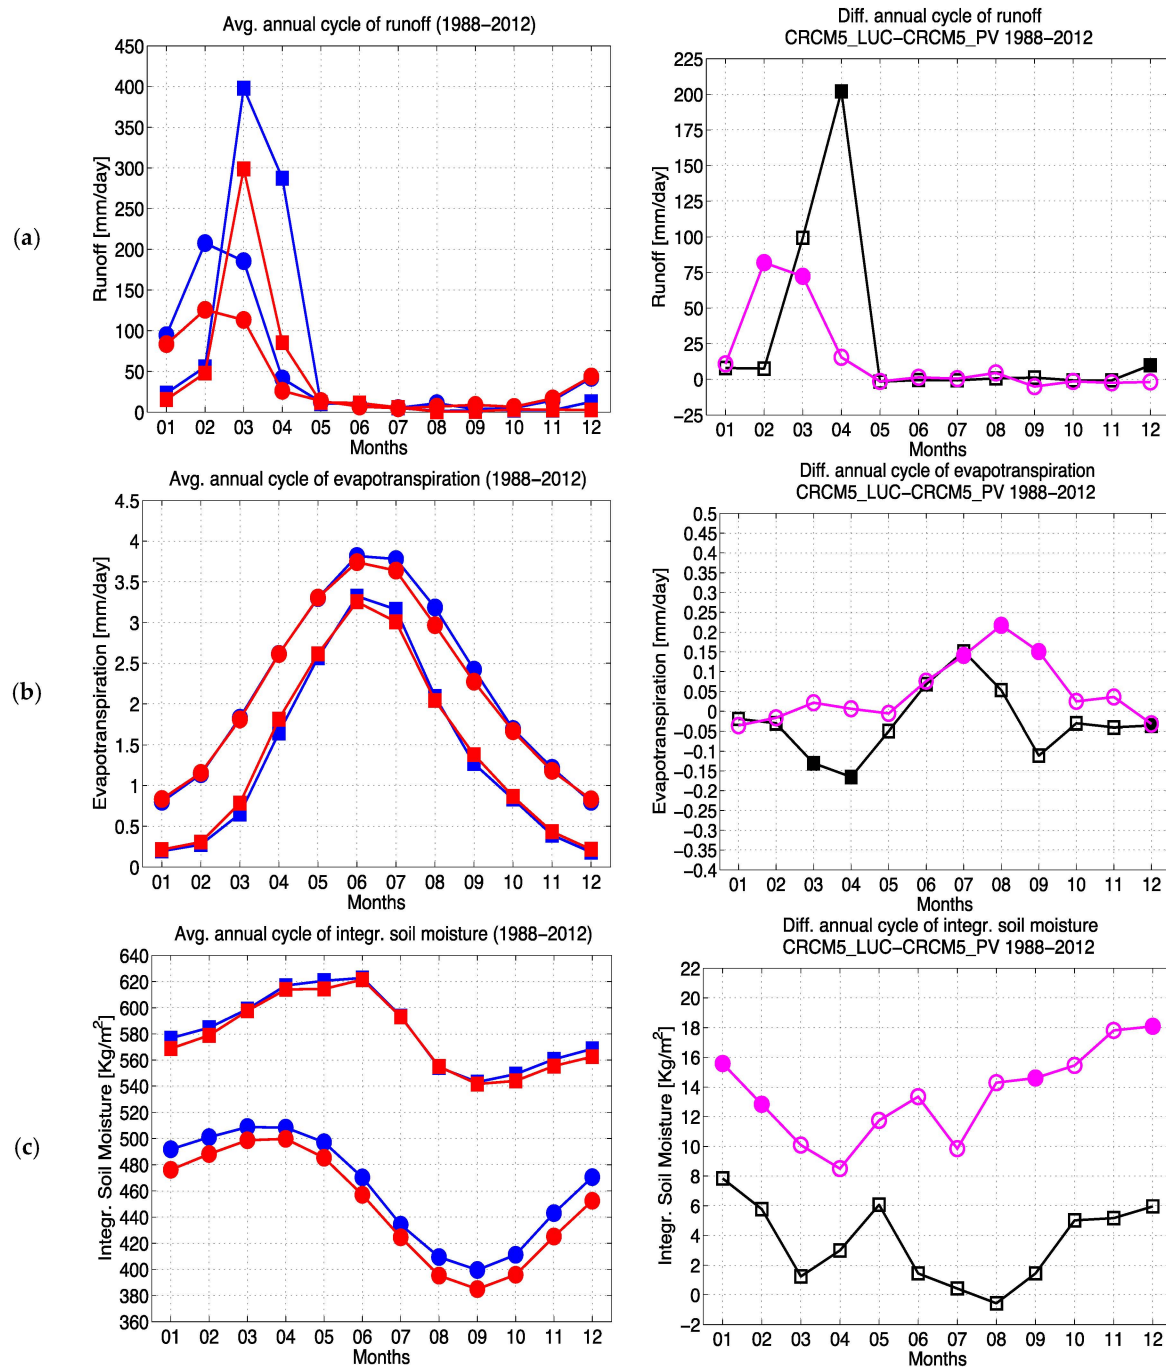 (a)
Avg. annual cycle of runoff (1988−2012)
Runoff [mm/day]
450
400
350
300
250
200
150
100
50
0
01 02 03 04 05 06 07 08 09 10 11 12
Months
Diff. annual cycle of runoff
CRCM5_LUC−CRCM5_PV 1988−2012
Runoff [mm/day]
225
200
175
150
125
100
75
50
25
0
−25
01 02 03 04 05 06 07 08 09 10 11 12
Months
(b)
Avg. annual cycle of evapotranspiration (1988−2012)
Evapotranspiration [mm/day]
4.5
4
3.5
3
2.5
2
1.5
1
0.5
0
01 02 03 04 05 06 07 08 09 10 11 12
Months
Diff. annual cycle of evapotranspiration
CRCM5_LUC−CRCM5_PV 1988−2012
Evapotranspiration [mm/day]
0.5
0.45
0.4
0.35
0.3
0.25
0.2
0.15
0.1
0.05
0
−0.05
−0.1
−0.15
−0.2
−0.25
−0.3
−0.35
−0.4
01 02 03 04 05 06 07 08 09 10 11 12
Months
(c)
Avg. annual cycle of integr. soil moisture (1988−2012)
Integr. Soil Moisture [Kg/m²]
640
620
600
580
560
540
520
500
480
460
440
420
400
380
360
01 02 03 04 05 06 07 08 09 10 11 12
Months
Diff. annual cycle of integr. soil moisture
CRCM5_LUC−CRCM5_PV 1988−2012
Integr. Soil Moisture [Kg/m²]
22
20
18
16
14
12
10
8
6
4
2
0
−2
01 02 03 04 05 06 07 08 09 10 11 12
Months